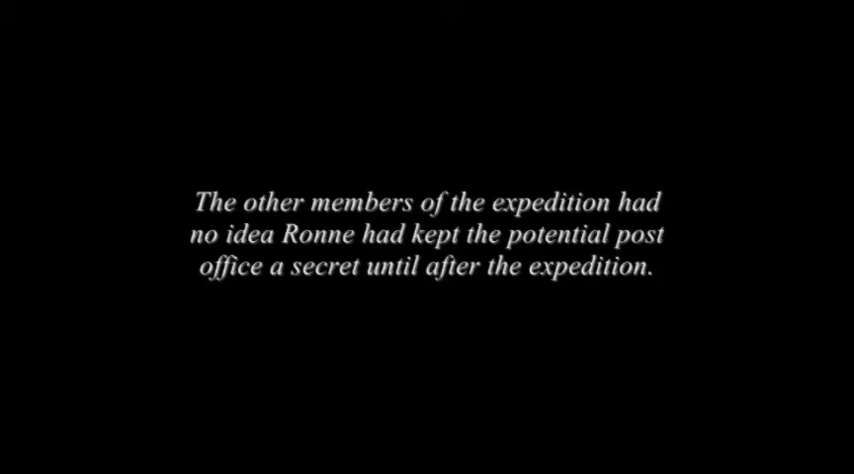 The other members of the expedition had
no idea Ronne had kept the potential post
office a secret until after the expedition.